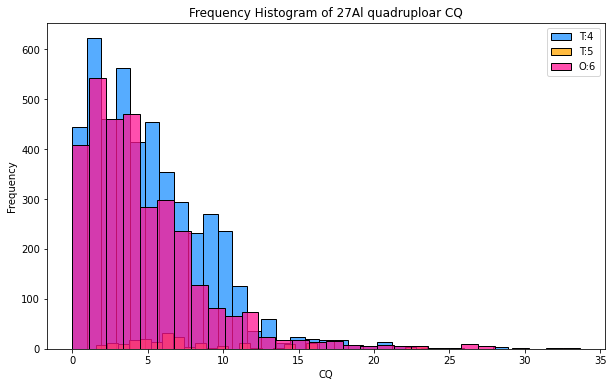 Frequency Histogram of 27Al quadruploar CQ
T:4
T:5
O:6
Frequency
600
500
400
300
200
100
0
0 5 10 15 20 25 30 35
CQ